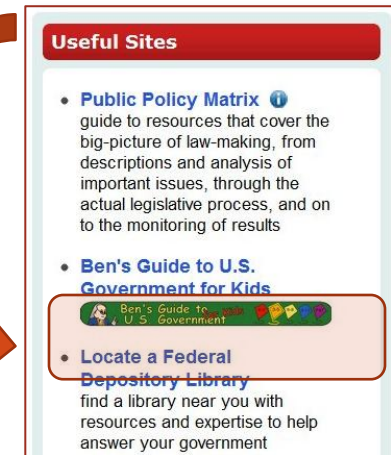 Useful Sites
Public Policy Matrix
guide to resources that cover the
big-picture of law-making, from
descriptions and analysis of
important issues, through the
actual legislative process, and on
to the monitoring of results
Ben's Guide to U.S.
Government for Kids
Ben's Guide to
U.S. Government for Kids
Locate a Federal
Depository Library
find a library near you with
resources and expertise to help
answer your government